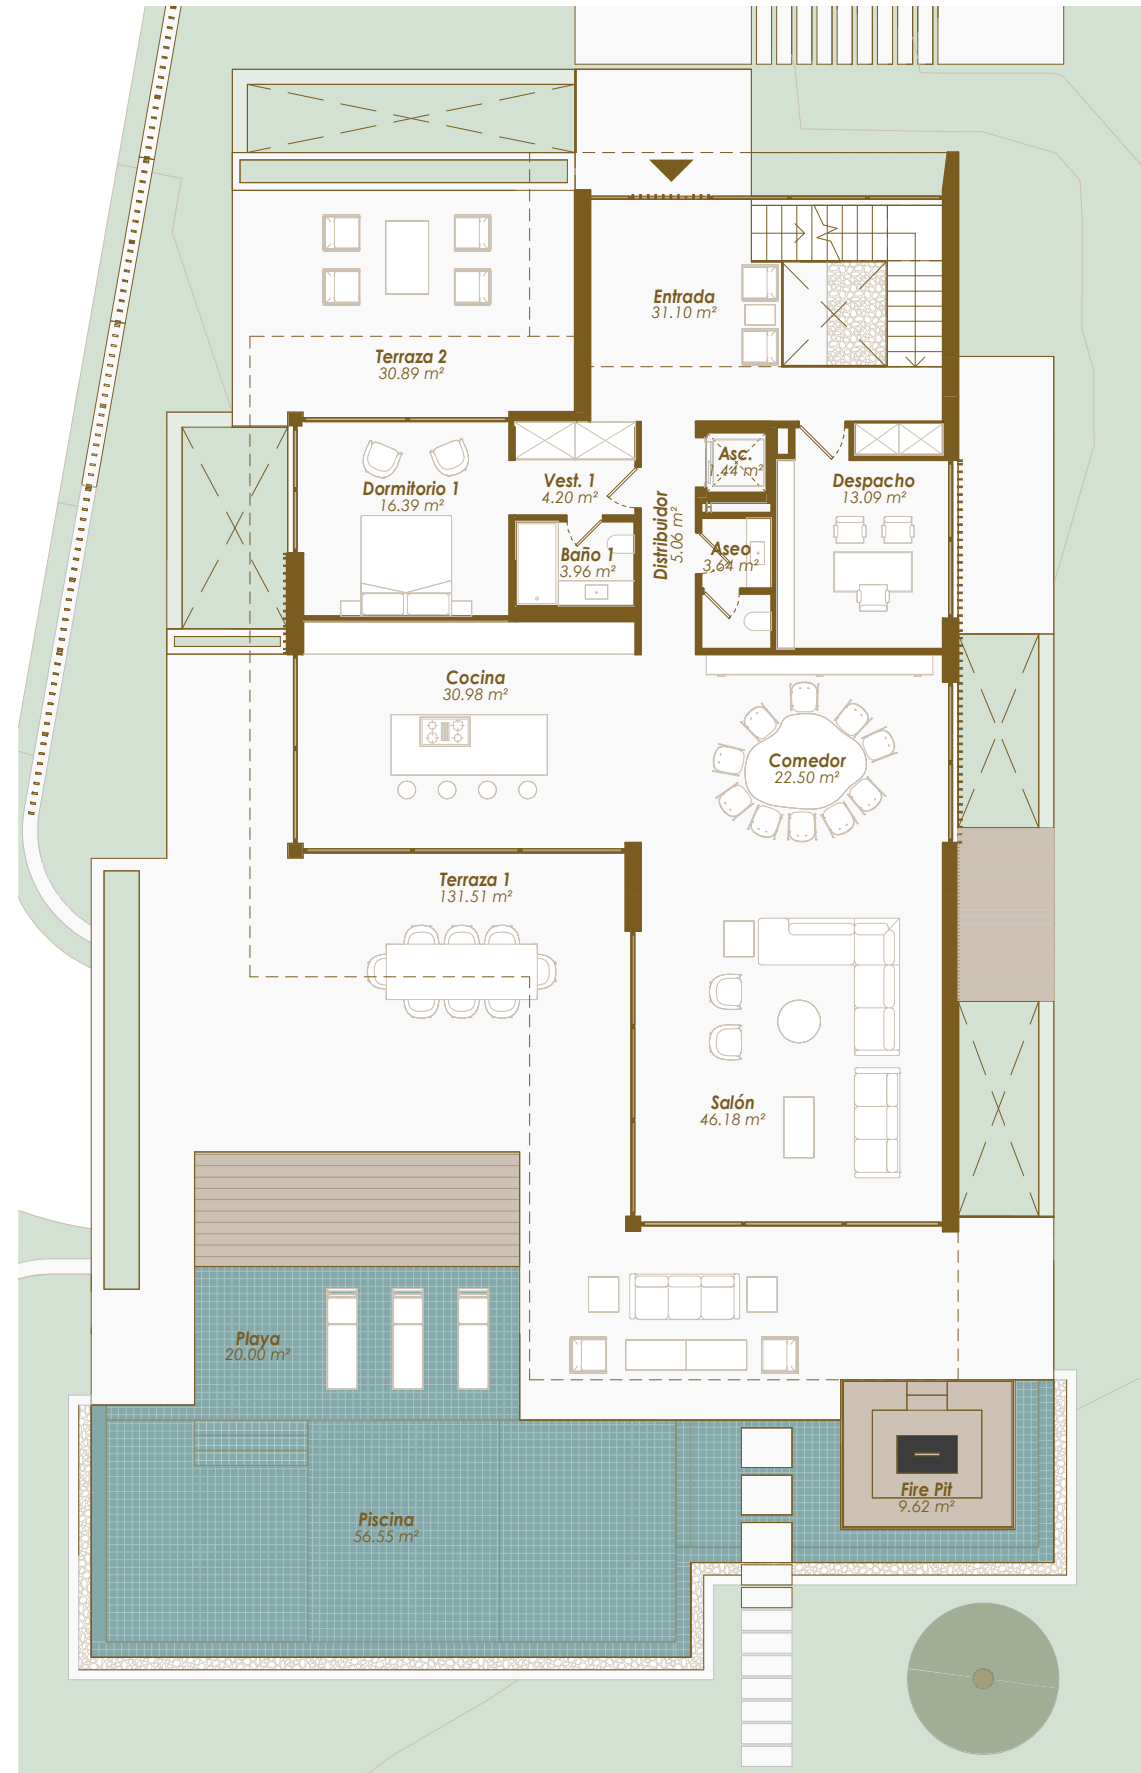 Entrada
31.10 m²
Terraza 2
30.89 m²
Asc.
1.44 m²
Dormitorio 1
16.39 m²
Vest. 1
4.20 m²
Despacho
13.09 m²
Distribuidor
5.06 m²
Baño 1
3.96 m²
Aseo
3.64 m²
Cocina
30.98 m²
Comedor
22.50 m²
Terraza 1
131.51 m²
Salón
46.18 m²
Playa
20.00 m²
Fire Pit
9.62 m²
Piscina
56.55 m²